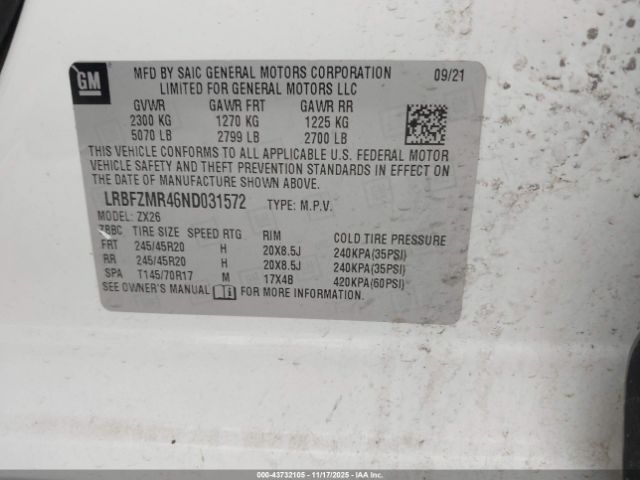 GM
MFD BY SAIC GENERAL MOTORS CORPORATION 09/21
LIMITED FOR GENERAL MOTORS LLC
GVWR GAWR FRT GAWR RR
2300 KG 1270 KG 1225 KG
5070 LB 2799 LB 2700 LB
THIS VEHICLE CONFORMS TO ALL APPLICABLE U.S. FEDERAL MOTOR
VEHICLE SAFETY AND THEFT PREVENTION STANDARDS IN EFFECT ON
THE DATE OF MANUFACTURE SHOWN ABOVE.
LRBFZMR46ND031572 TYPE: M.P.V.
MODEL: ZX26
ZBBC TIRE SIZE SPEED RTG RIM COLD TIRE PRESSURE
FRT 245/45R20 H 20X8.5J 240KPA(35PSI)
RR 245/45R20 H 20X8.5J 240KPA(35PSI)
SPA T145/70R17 M 17X4B 420KPA(60PSI)
SEE OWNER'S MANUAL FOR MORE INFORMATION.
000-43732105 - 11/17/2025 - IAAI.COM